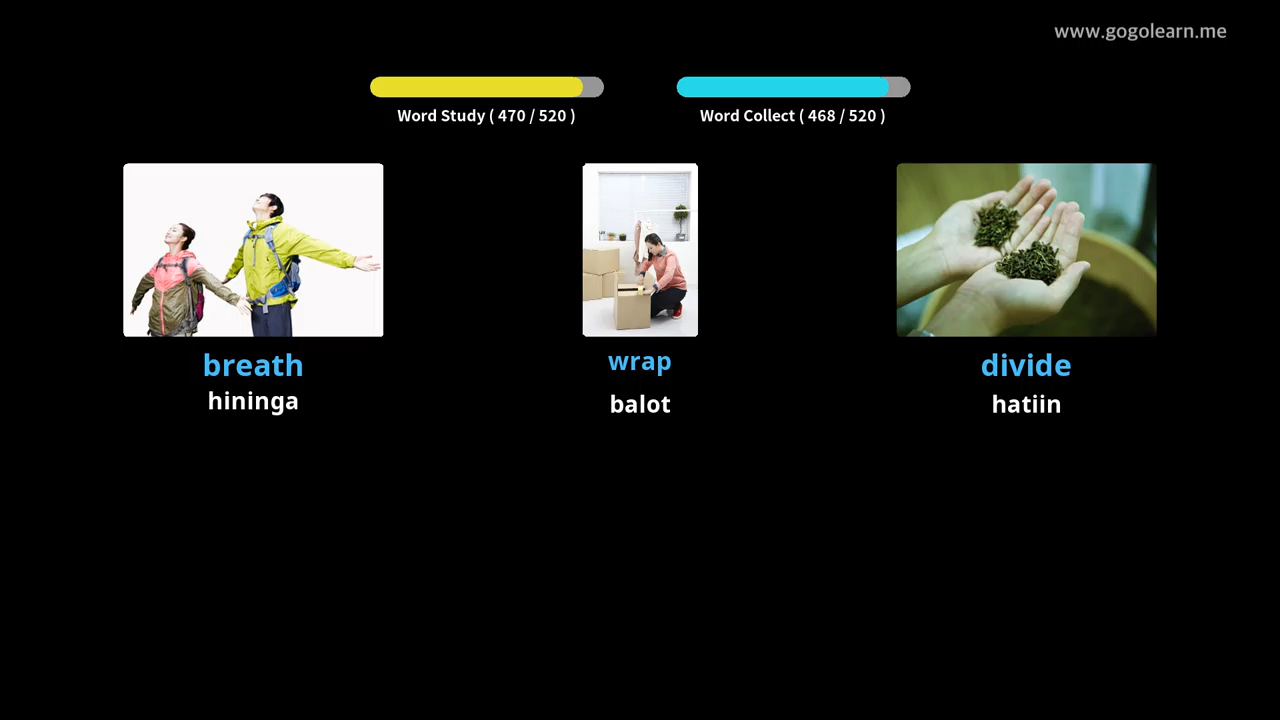 www.gogolearn.me
Word Study ( 470 / 520 )
Word Collect ( 468 / 520 )
breath
hininga
wrap
balot
divide
hatiin